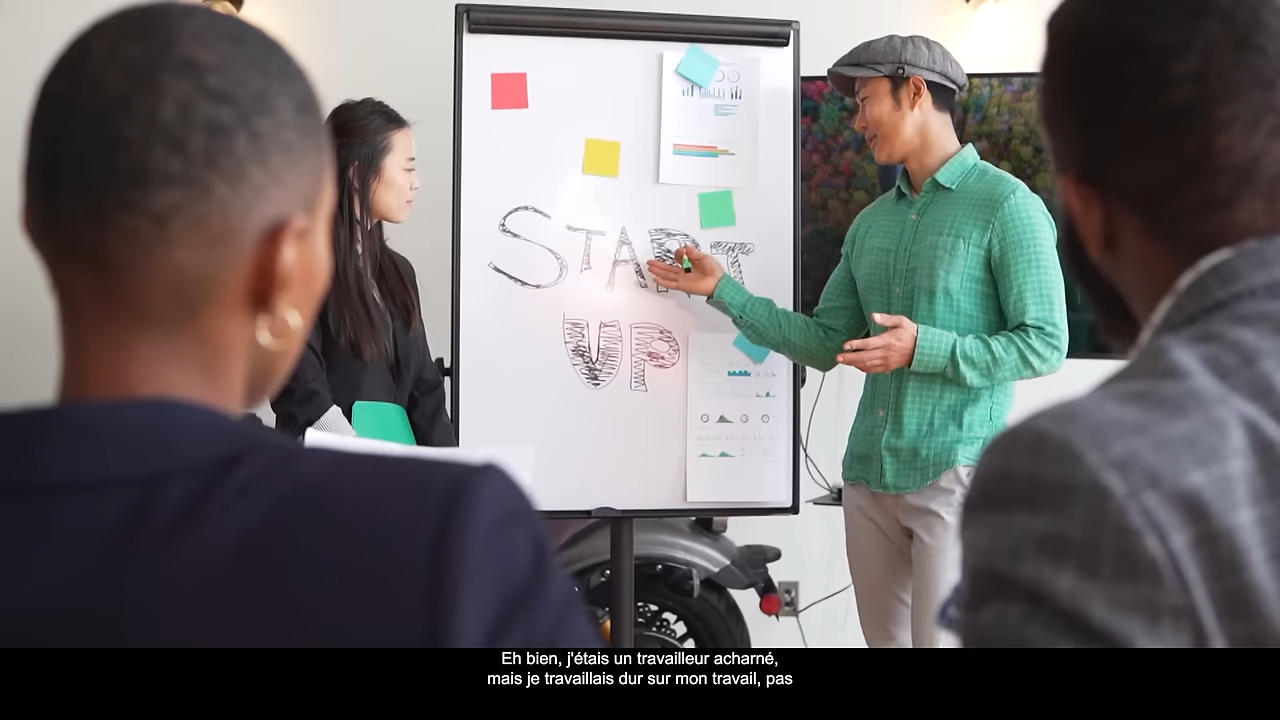 START
UP
Eh bien, j'étais un travailleur acharné,
mais je travaillais dur sur mon travail, pas